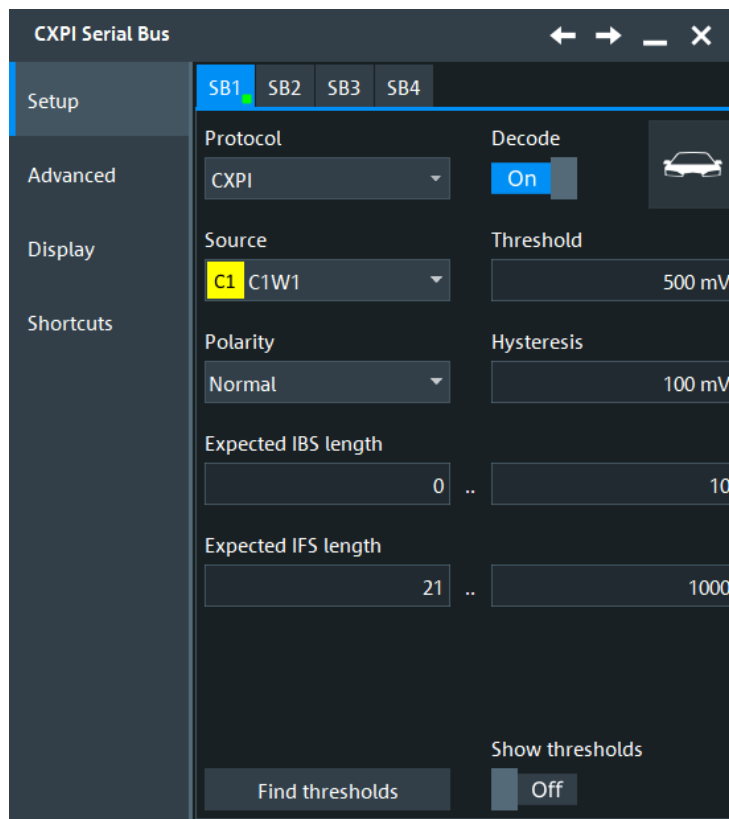 CXPI Serial Bus
Setup
Advanced
Display
Shortcuts
SB1 SB2 SB3 SB4
Protocol Decode
CXPI On
Source Threshold
C1 C1W1 500 mV
Polarity Hysteresis
Normal 100 mV
Expected IBS length
0 .. 10
Expected IFS length
21 .. 1000
Show thresholds
Find thresholds Off